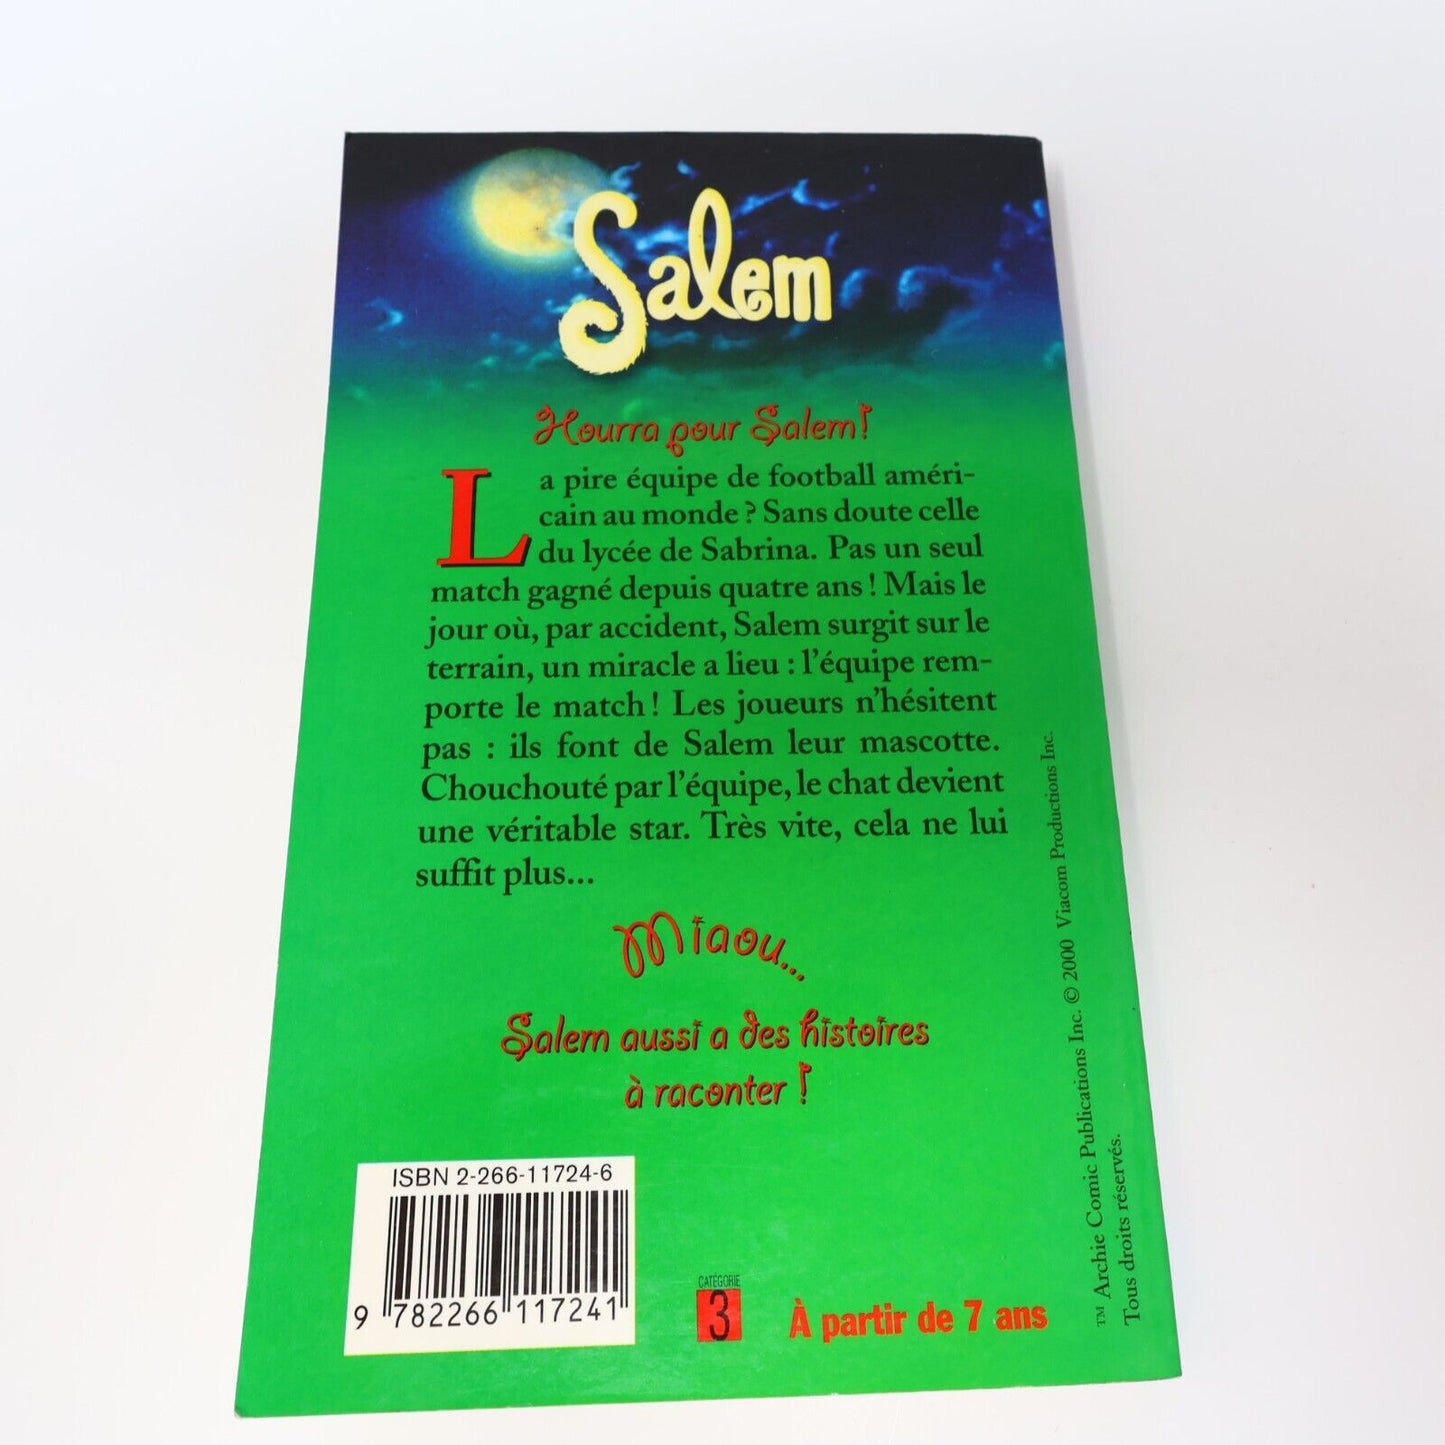 Salem
Hourra pour Salem!
La pire équipe de football améri-
cain au monde ? Sans doute celle
du lycée de Sabrina. Pas un seul
match gagné depuis quatre ans ! Mais le
jour où, par accident, Salem surgit sur le
terrain, un miracle a lieu : l'équipe rem-
porte le match ! Les joueurs n'hésitent
pas : ils font de Salem leur mascotte.
Chouchouté par l'équipe, le chat devient
une véritable star. Très vite, cela ne lui
suffit plus...
Miaou...
Salem aussi a des histoires
à raconter !
ISBN 2-266-11724-6
9 782266 117241
CATÉGORIE
3
À partir de 7 ans
™ Archie Comic Publications Inc. © 2000 Viacom Productions Inc.
Tous droits réservés.